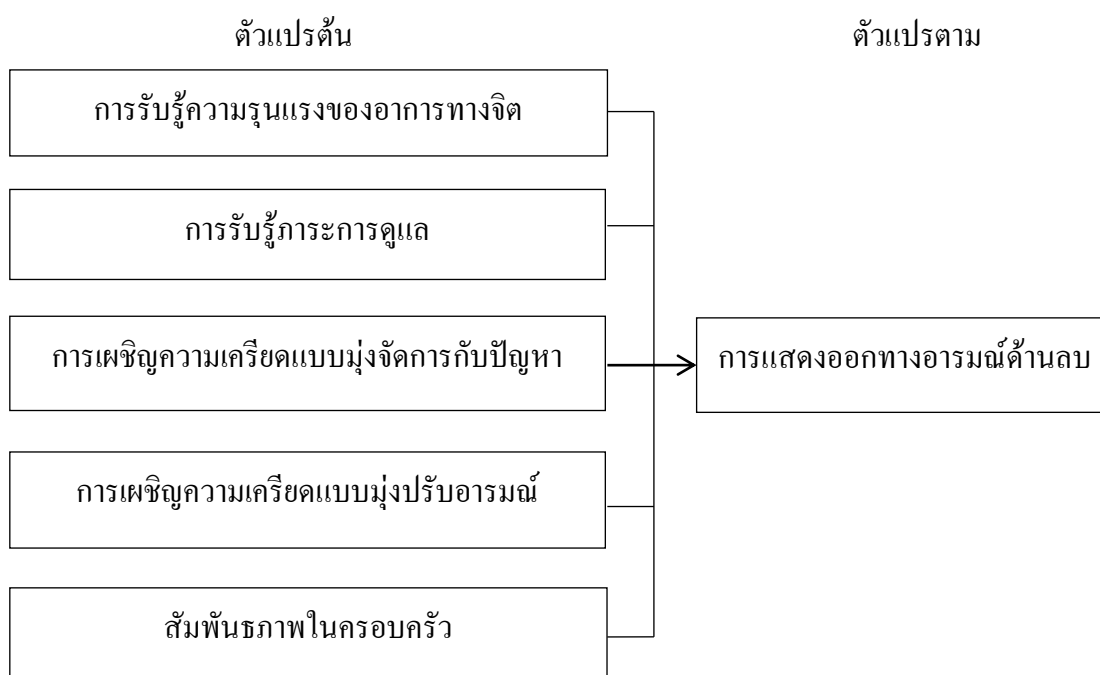 ตัวแปรต้น
ตัวแปรตาม
การรับรู้ความรุนแรงของอาการทางจิต
การรับรู้ภาระการดูแล
การเผชิญความเครียดแบบมุ่งจัดการกับปัญหา
การแสดงออกทางอารมณ์ด้านลบ
การเผชิญความเครียดแบบมุ่งปรับอารมณ์
สัมพันธภาพในครอบครัว